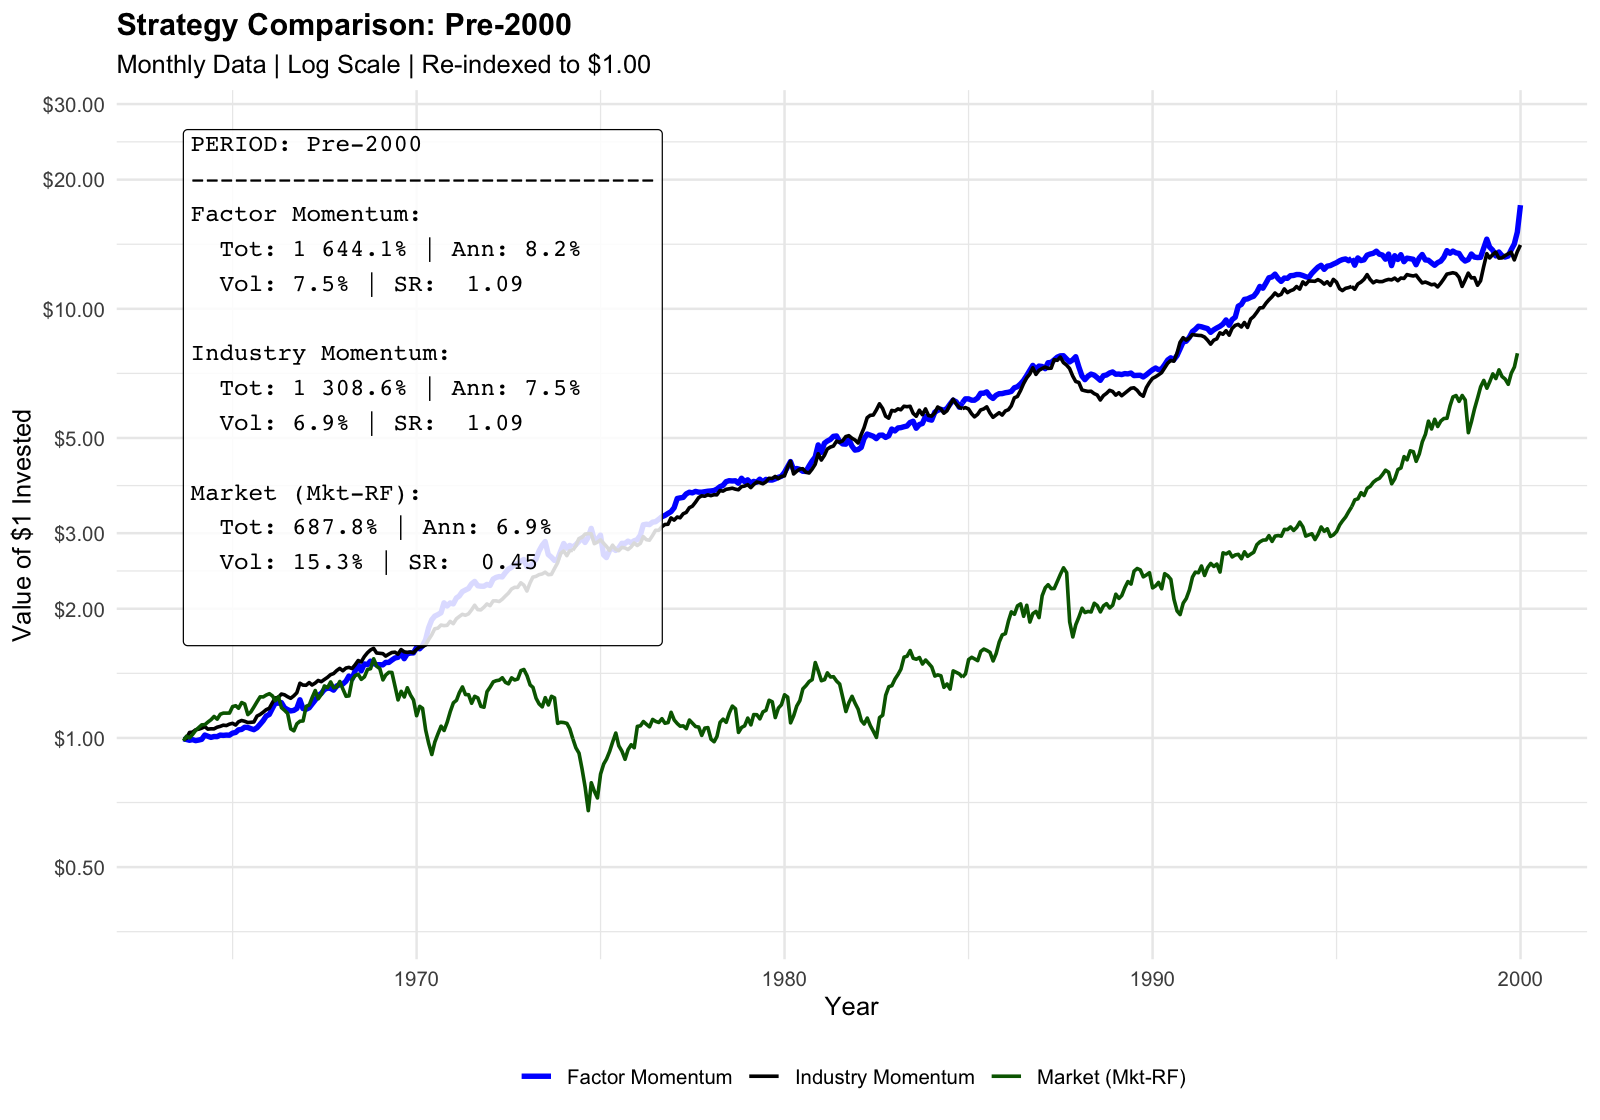 Strategy Comparison: Pre-2000
Monthly Data | Log Scale | Re-indexed to $1.00
$30.00
$20.00
$10.00
$5.00
$3.00
$2.00
$1.00
$0.50
Value of $1 Invested
PERIOD: Pre-2000
--------------------------------
Factor Momentum:
Tot: 1 644.1% | Ann: 8.2%
Vol: 7.5% | SR: 1.09
Industry Momentum:
Tot: 1 308.6% | Ann: 7.5%
Vol: 6.9% | SR: 1.09
Market (Mkt-RF):
Tot: 687.8% | Ann: 6.9%
Vol: 15.3% | SR: 0.45
1970 1980 1990 2000
Year
Factor Momentum Industry Momentum Market (Mkt-RF)